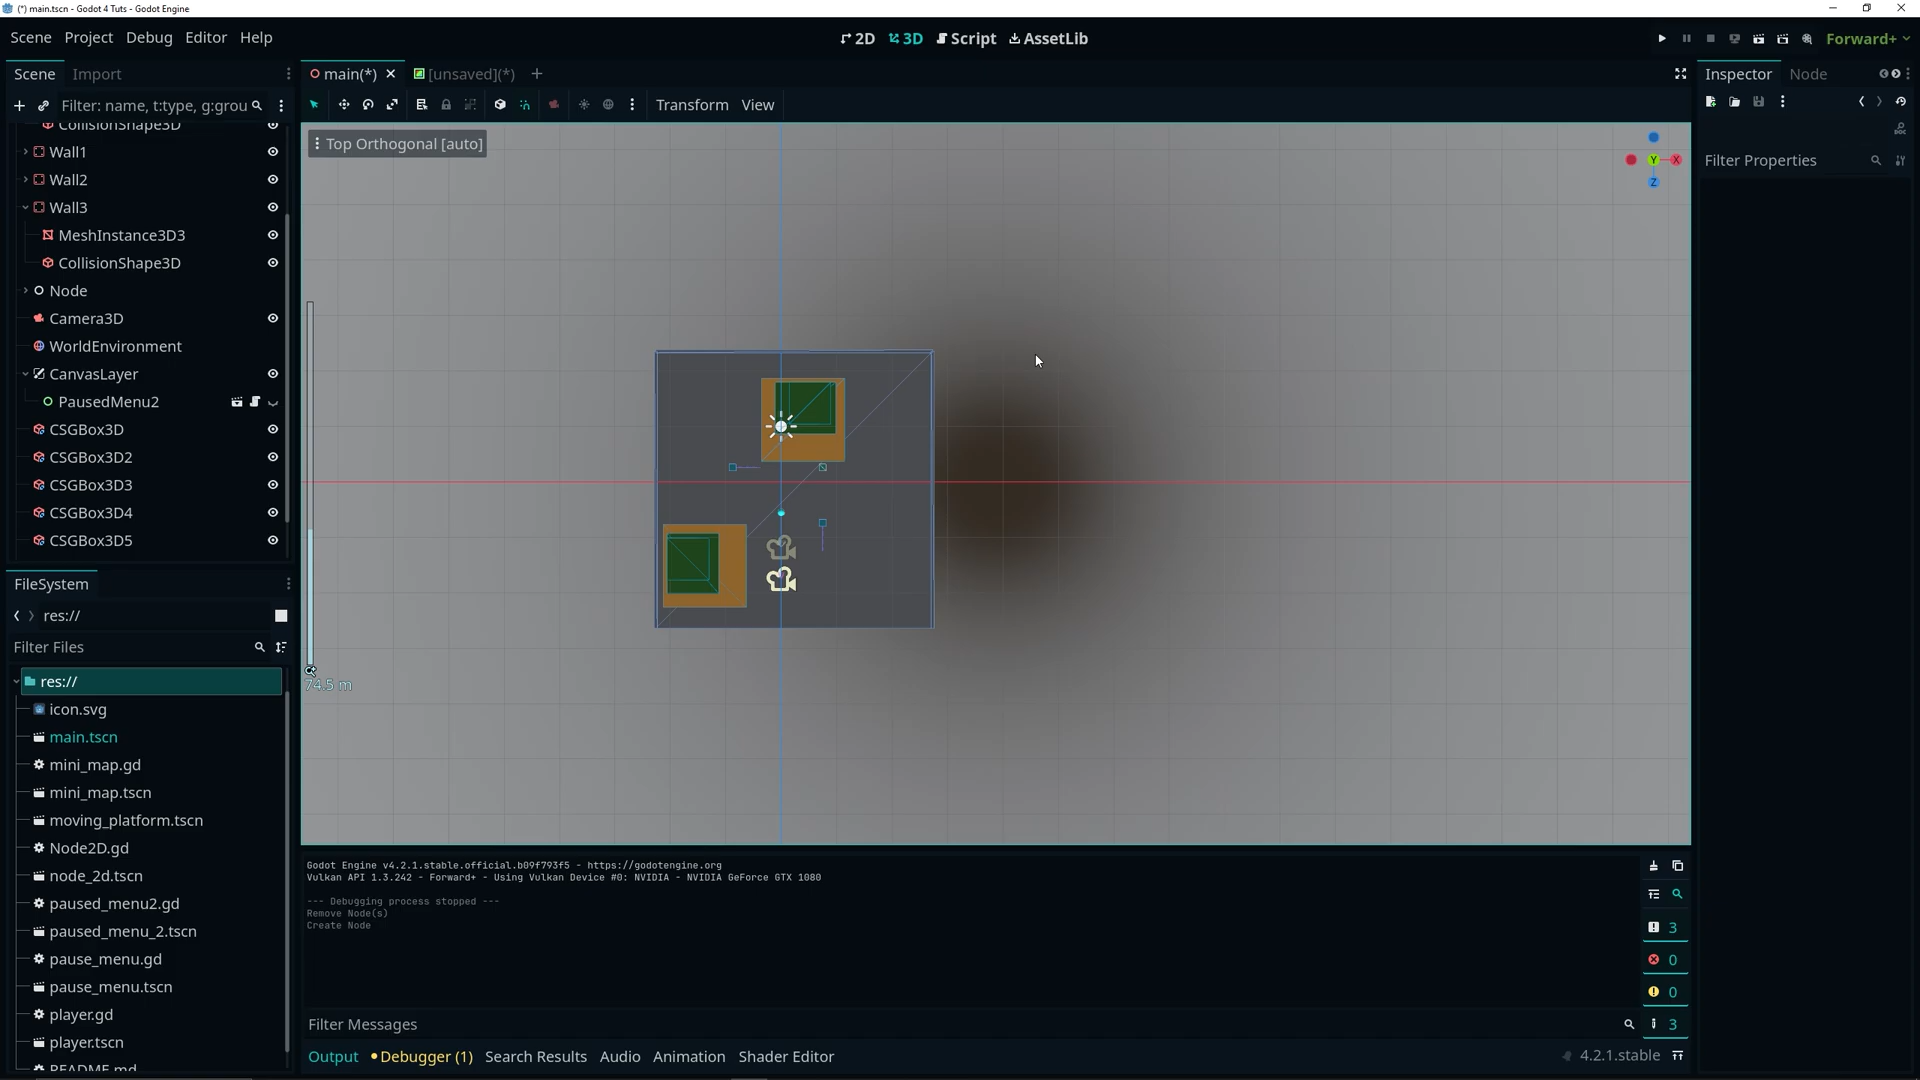 (*) main.tscn - Godot 4 Tuts - Godot Engine
Scene Project Debug Editor Help
2D 3D Script AssetLib
Forward+
Scene Import
main(*) [unsaved](*)
Inspector Node
Filter: name, t:type, g:grou
Transform View
CollisionShape3D
Wall1
Wall2
Wall3
MeshInstance3D3
CollisionShape3D
Node
Camera3D
WorldEnvironment
CanvasLayer
PausedMenu2
CSGBox3D
CSGBox3D2
CSGBox3D3
CSGBox3D4
CSGBox3D5
Top Orthogonal [auto]
Y X
Z
74.5 m
Filter Properties
FileSystem
res://
Filter Files
res://
icon.svg
main.tscn
mini_map.gd
mini_map.tscn
moving_platform.tscn
Node2D.gd
node_2d.tscn
paused_menu2.gd
paused_menu_2.tscn
pause_menu.gd
pause_menu.tscn
player.gd
player.tscn
README.md
Godot Engine v4.2.1.stable.official.b09f793f5 - https://godotengine.org
Vulkan API 1.3.242 - Forward+ - Using Vulkan Device #0: NVIDIA - NVIDIA GeForce GTX 1080
--- Debugging process stopped ---
Remove Node(s)
Create Node
3
0
0
3
Filter Messages
Output Debugger (1) Search Results Audio Animation Shader Editor
4.2.1.stable